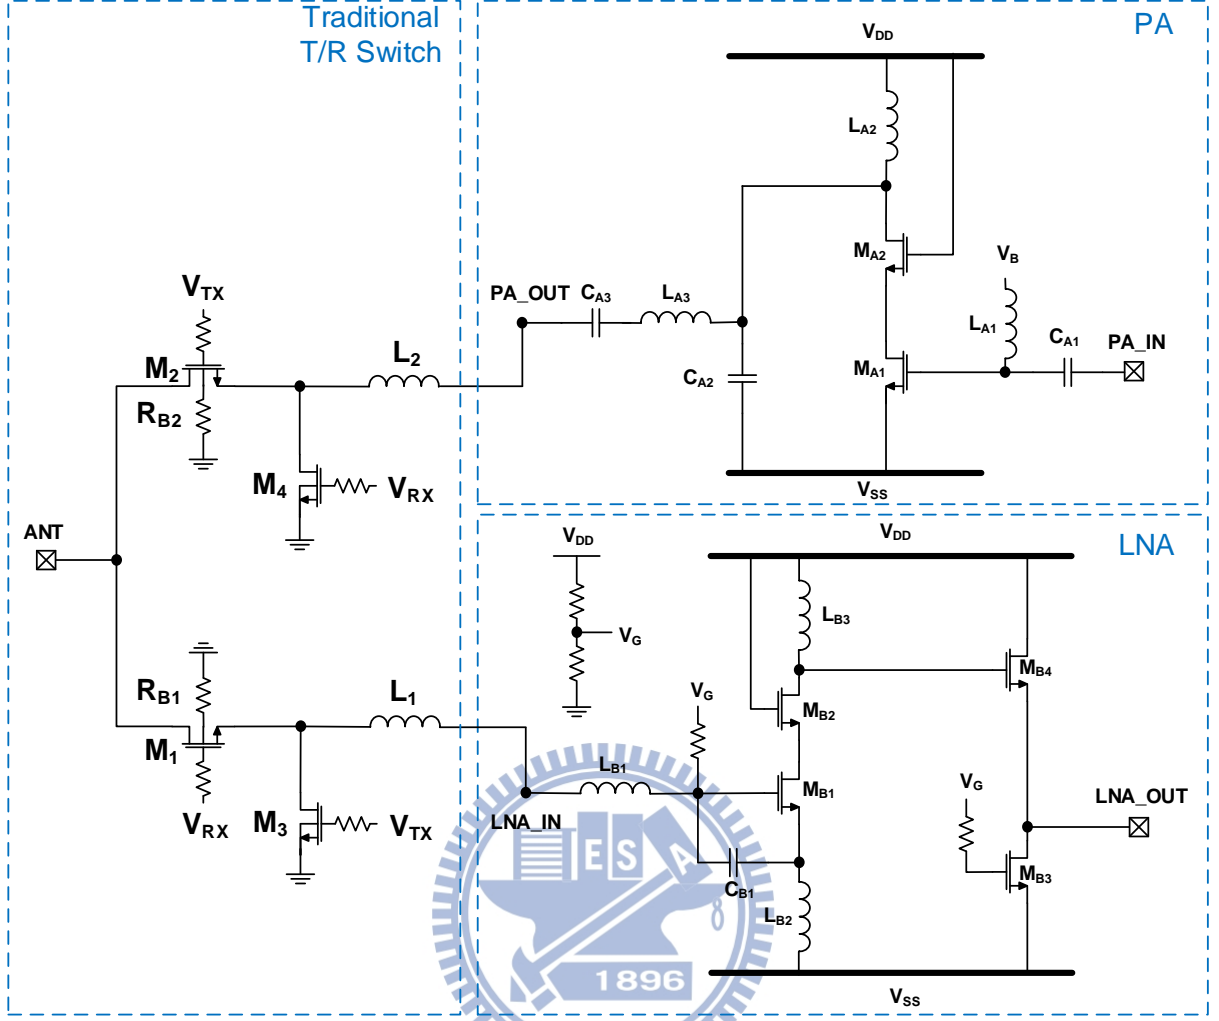 Traditional
T/R Switch
PA
VDD
LA2
MA2
VB
LA1
CA1
PA_IN
MA1
PA_OUT
CA3
LA3
CA2
VSS
VTX
M2
RB2
L2
M4
VRX
ANT
RB1
M1
VRX
L1
M3
VTX
LNA
VDD
VG
VDD
LB3
MB4
MB2
VG
LB1
MB1
LNA_IN
CB1
LB2
VG
LNA_OUT
MB3
VSS
ES
A
1896